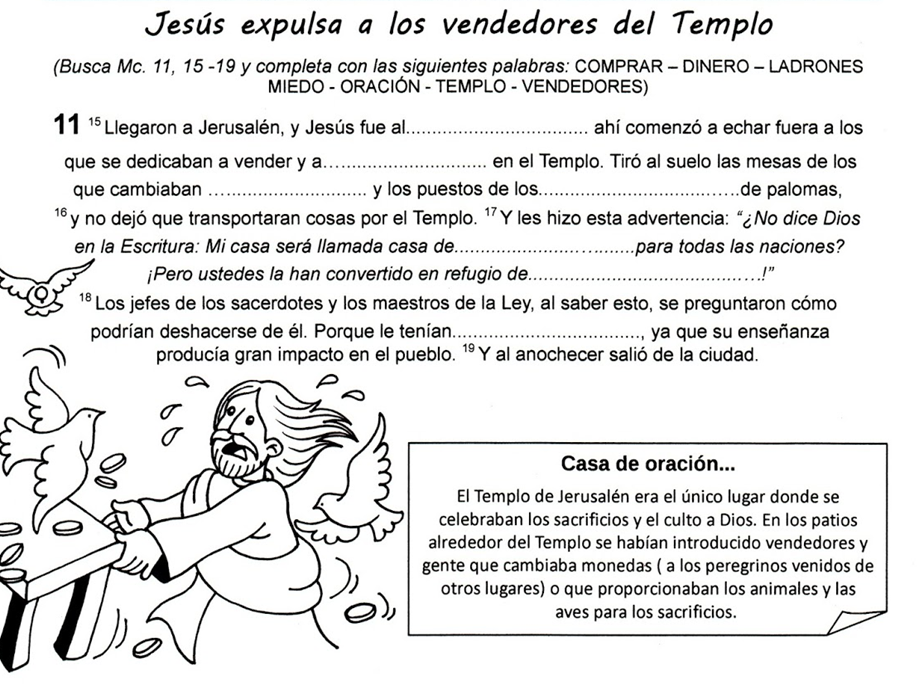 Jesús expulsa a los vendedores del Templo
(Busca Mc. 11, 15 -19 y completa con las siguientes palabras: COMPRAR – DINERO – LADRONES
MIEDO - ORACIÓN - TEMPLO - VENDEDORES)
11 15 Llegaron a Jerusalén, y Jesús fue al................................ ahí comenzó a echar fuera a los
que se dedicaban a vender y a............................ en el Templo. Tiró al suelo las mesas de los
que cambiaban ............................ y los puestos de los...................................de palomas,
16 y no dejó que transportaran cosas por el Templo. 17 Y les hizo esta advertencia: “¿No dice Dios
en la Escritura: Mi casa será llamada casa de...............................para todas las naciones?
¡Pero ustedes la han convertido en refugio de........................................!”
18 Los jefes de los sacerdotes y los maestros de la Ley, al saber esto, se preguntaron cómo
podrían deshacerse de él. Porque le tenían................................., ya que su enseñanza
producía gran impacto en el pueblo. 19 Y al anochecer salió de la ciudad.
Casa de oración...
El Templo de Jerusalén era el único lugar donde se
celebraban los sacrificios y el culto a Dios. En los patios
alrededor del Templo se habían introducido vendedores y
gente que cambiaba monedas ( a los peregrinos venidos de
otros lugares) o que proporcionaban los animales y las
aves para los sacrificios.